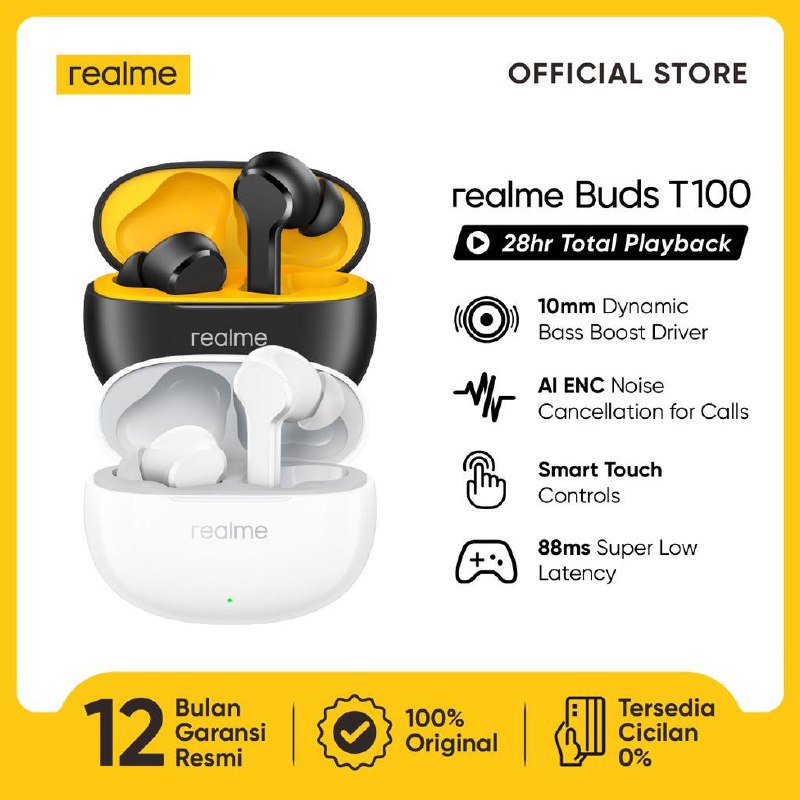 realme
OFFICIAL STORE
realme Buds T100
28hr Total Playback
10mm Dynamic
Bass Boost Driver
AI ENC Noise
Cancellation for Calls
Smart Touch
Controls
88ms Super Low
Latency
realme
realme
12 Bulan
Garansi
Resmi
100%
Original
Tersedia
Cicilan
0%